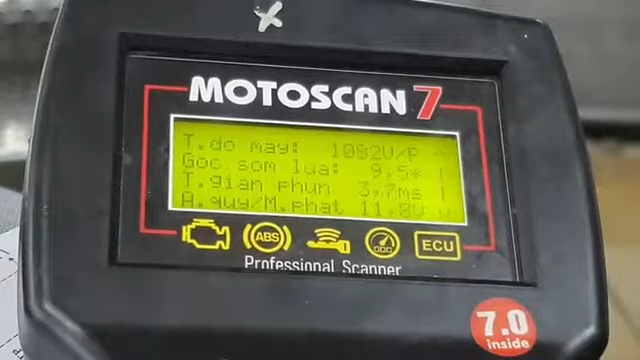 MOTOSCAN 7
T.do may: 1082V/P ^
Goc som lua: 9,5* |
T.gian phun 3,7ms |
A.quy/M.phat 11.8V
ABS
ECU
Professional Scanner
7.0
inside